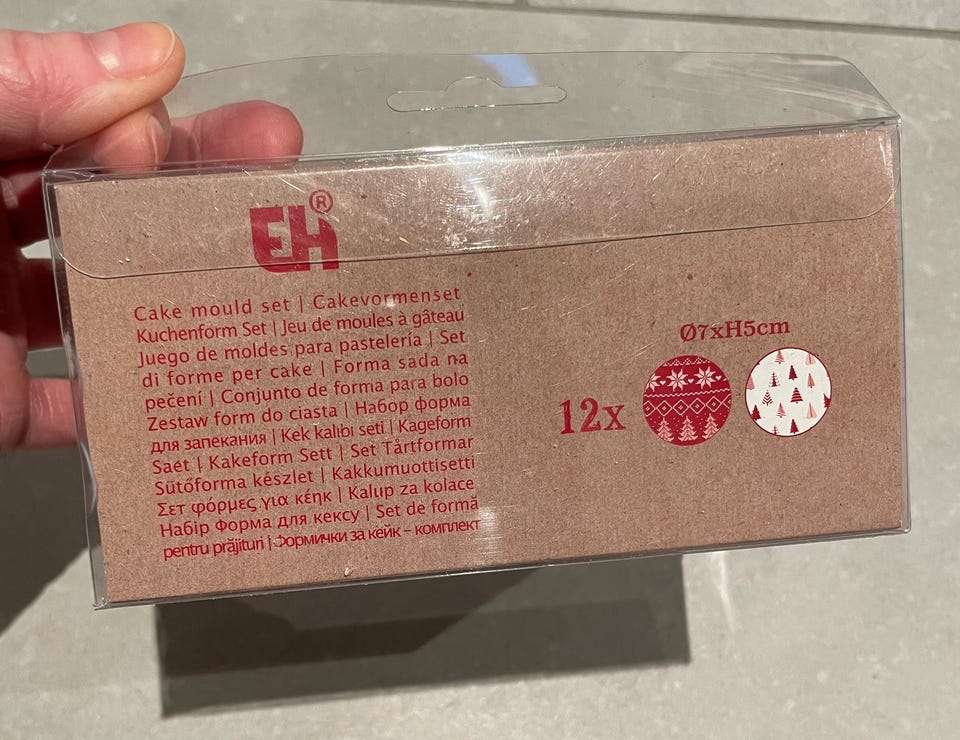 EH®
Cake mould set | Cakevormenset
Kuchenform Set | Jeu de moules à gâteau
Juego de moldes para pastelería | Set
di forme per cake | Forma sada na
pečení | Conjunto de forma para bolo
Zestaw form do ciasta | Набор форма
для запекания | Kek kalıbı seti | Kageform
Saet | Kakeform Sett | Set Tårtformar
Sütőforma készlet | Kakkumuottisetti
Σετ φόρμες για κέηκ | Kalup za kolace
Набір Форма для кексу | Set de formă
pentru prăjituri | Формички за кейк – комплект
Ø7xH5cm
12x